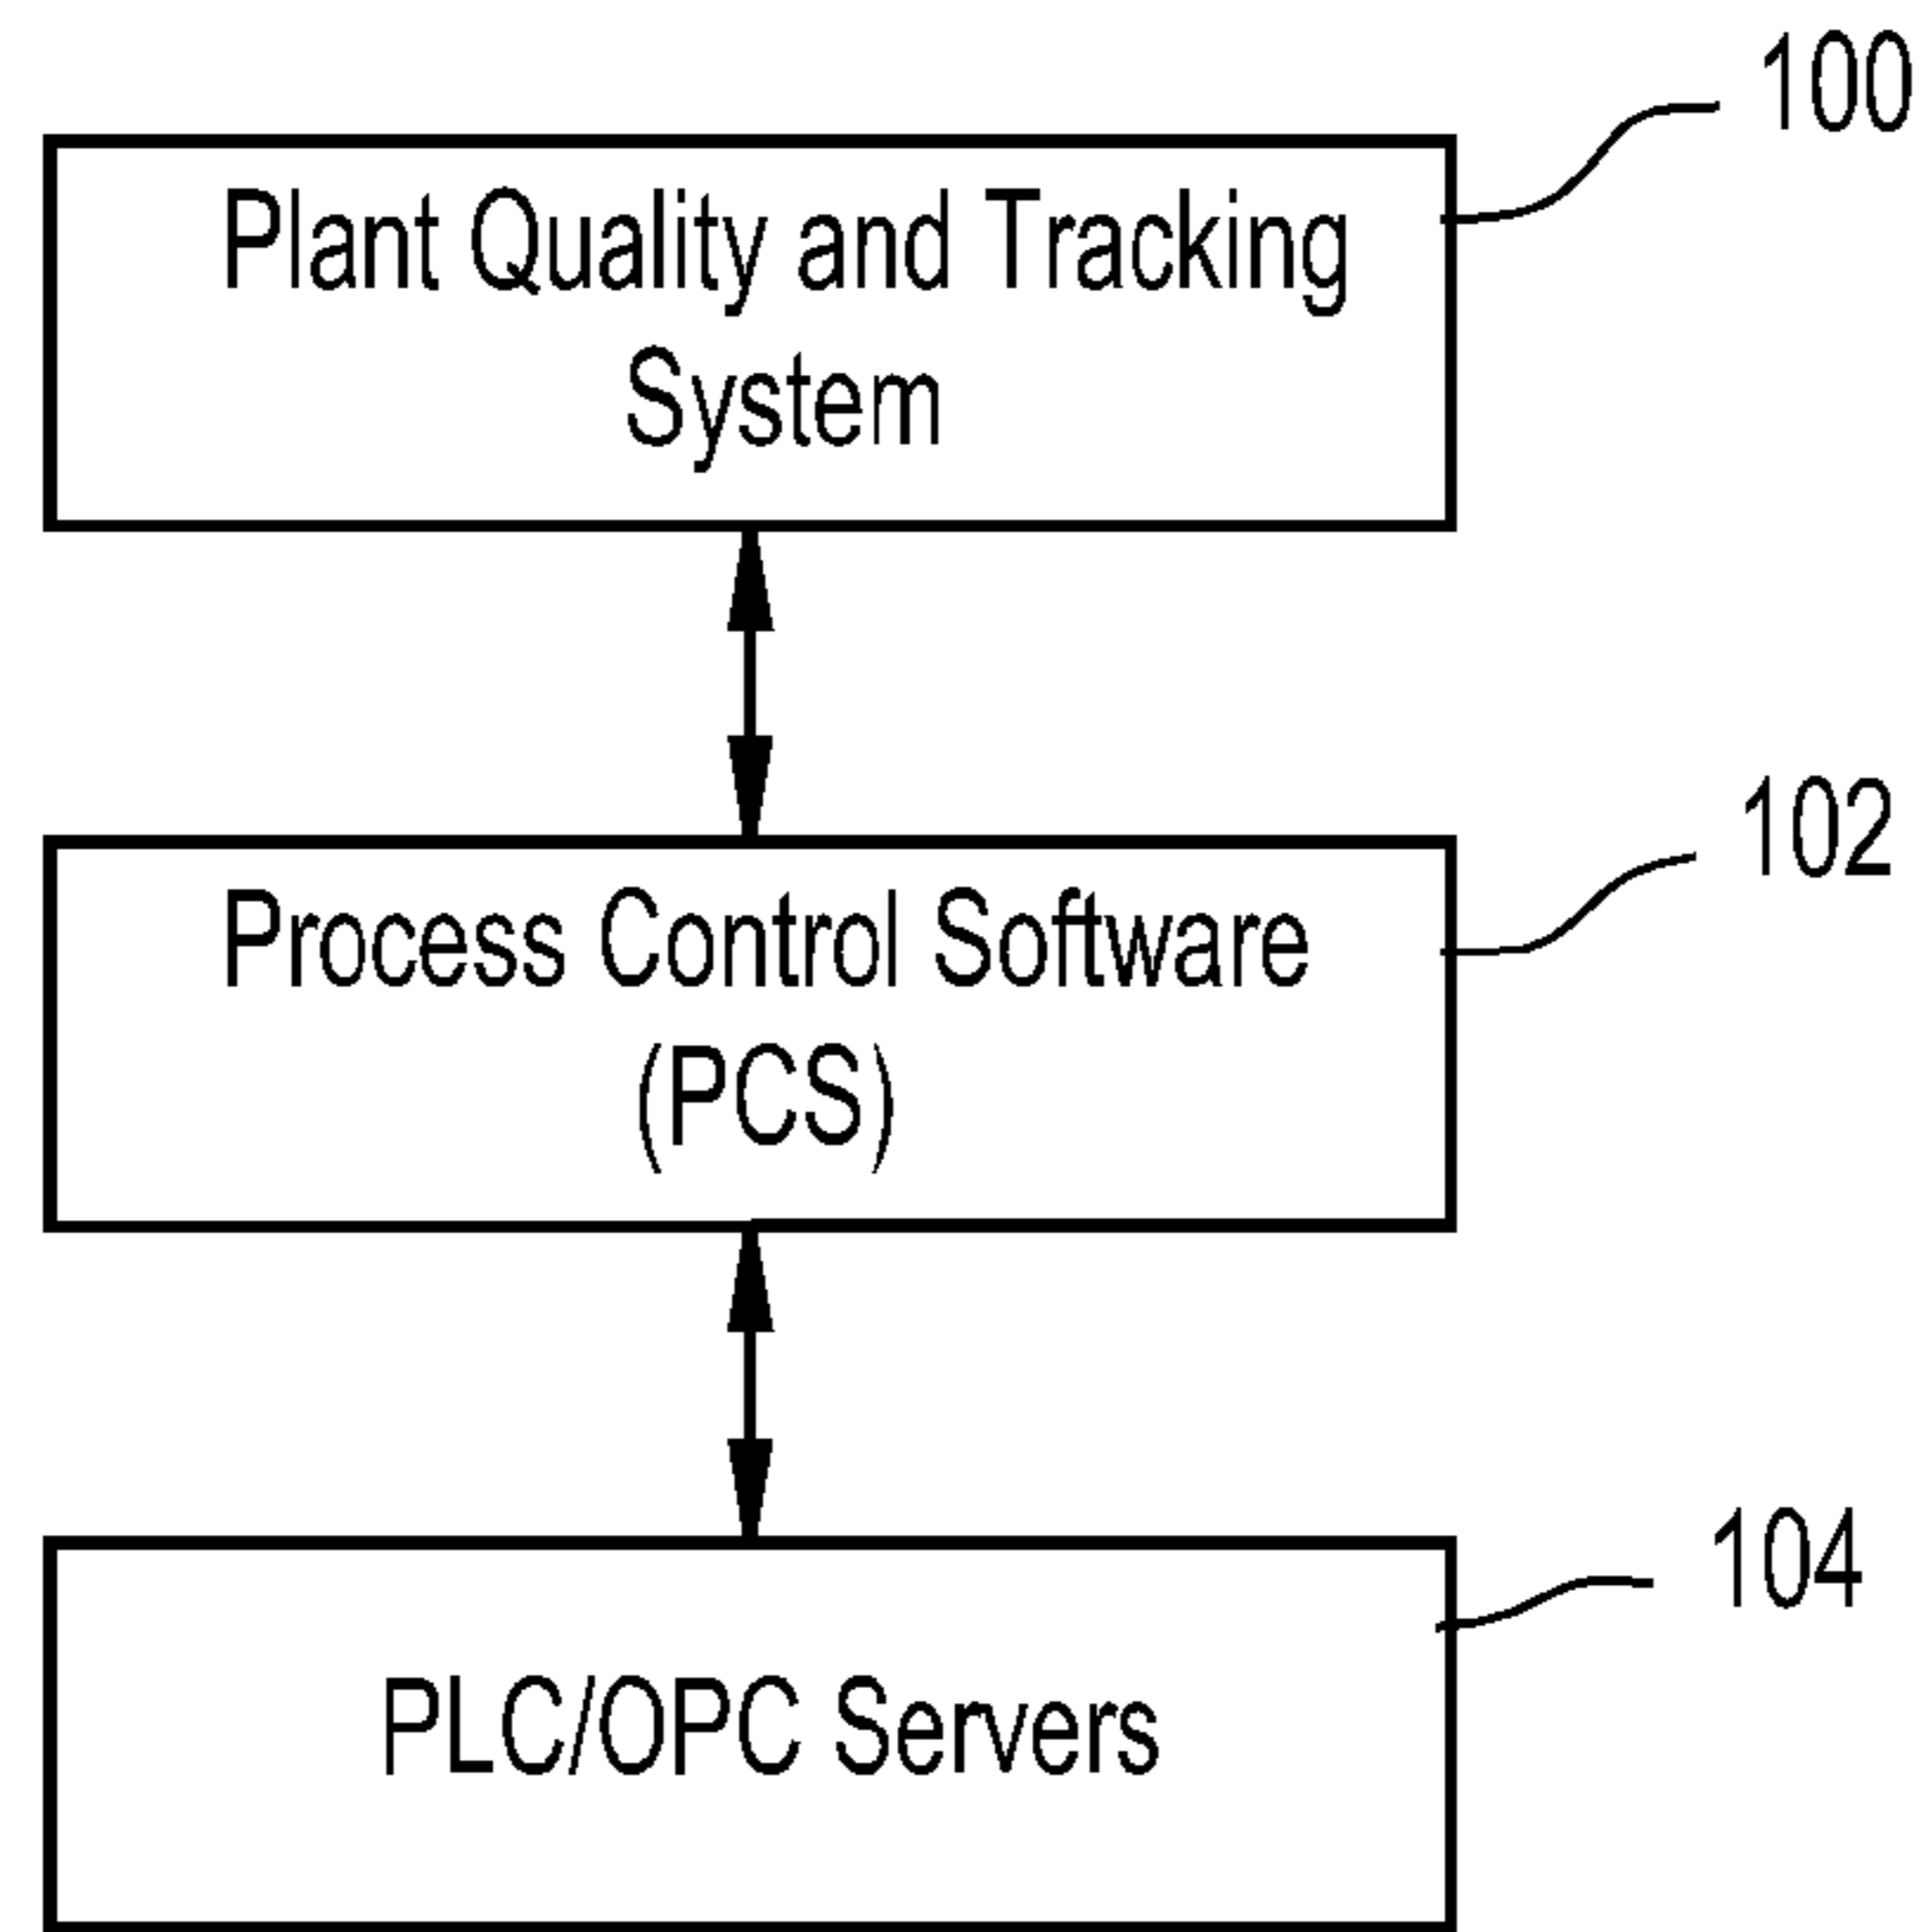 100
Plant Quality and Tracking
System
102
Process Control Software
(PCS)
104
PLC/OPC Servers